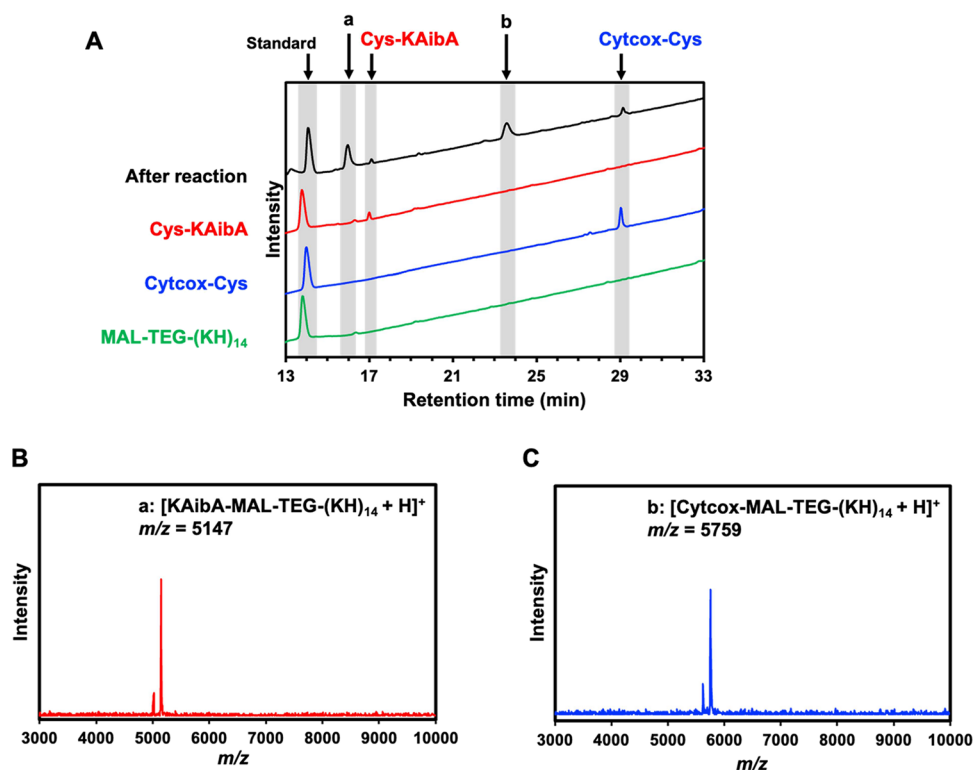 A
Standard
a
Cys-KAibA
b
Cytcox-Cys
After reaction
Cys-KAibA
Cytcox-Cys
MAL-TEG-(KH)₁₄
Intensity
13 17 21 25 29 33
Retention time (min)
B
a: [KAibA-MAL-TEG-(KH)₁₄ + H]⁺
m/z = 5147
Intensity
3000 4000 5000 6000 7000 8000 9000 10000
m/z
C
b: [Cytcox-MAL-TEG-(KH)₁₄ + H]⁺
m/z = 5759
Intensity
3000 4000 5000 6000 7000 8000 9000 10000
m/z